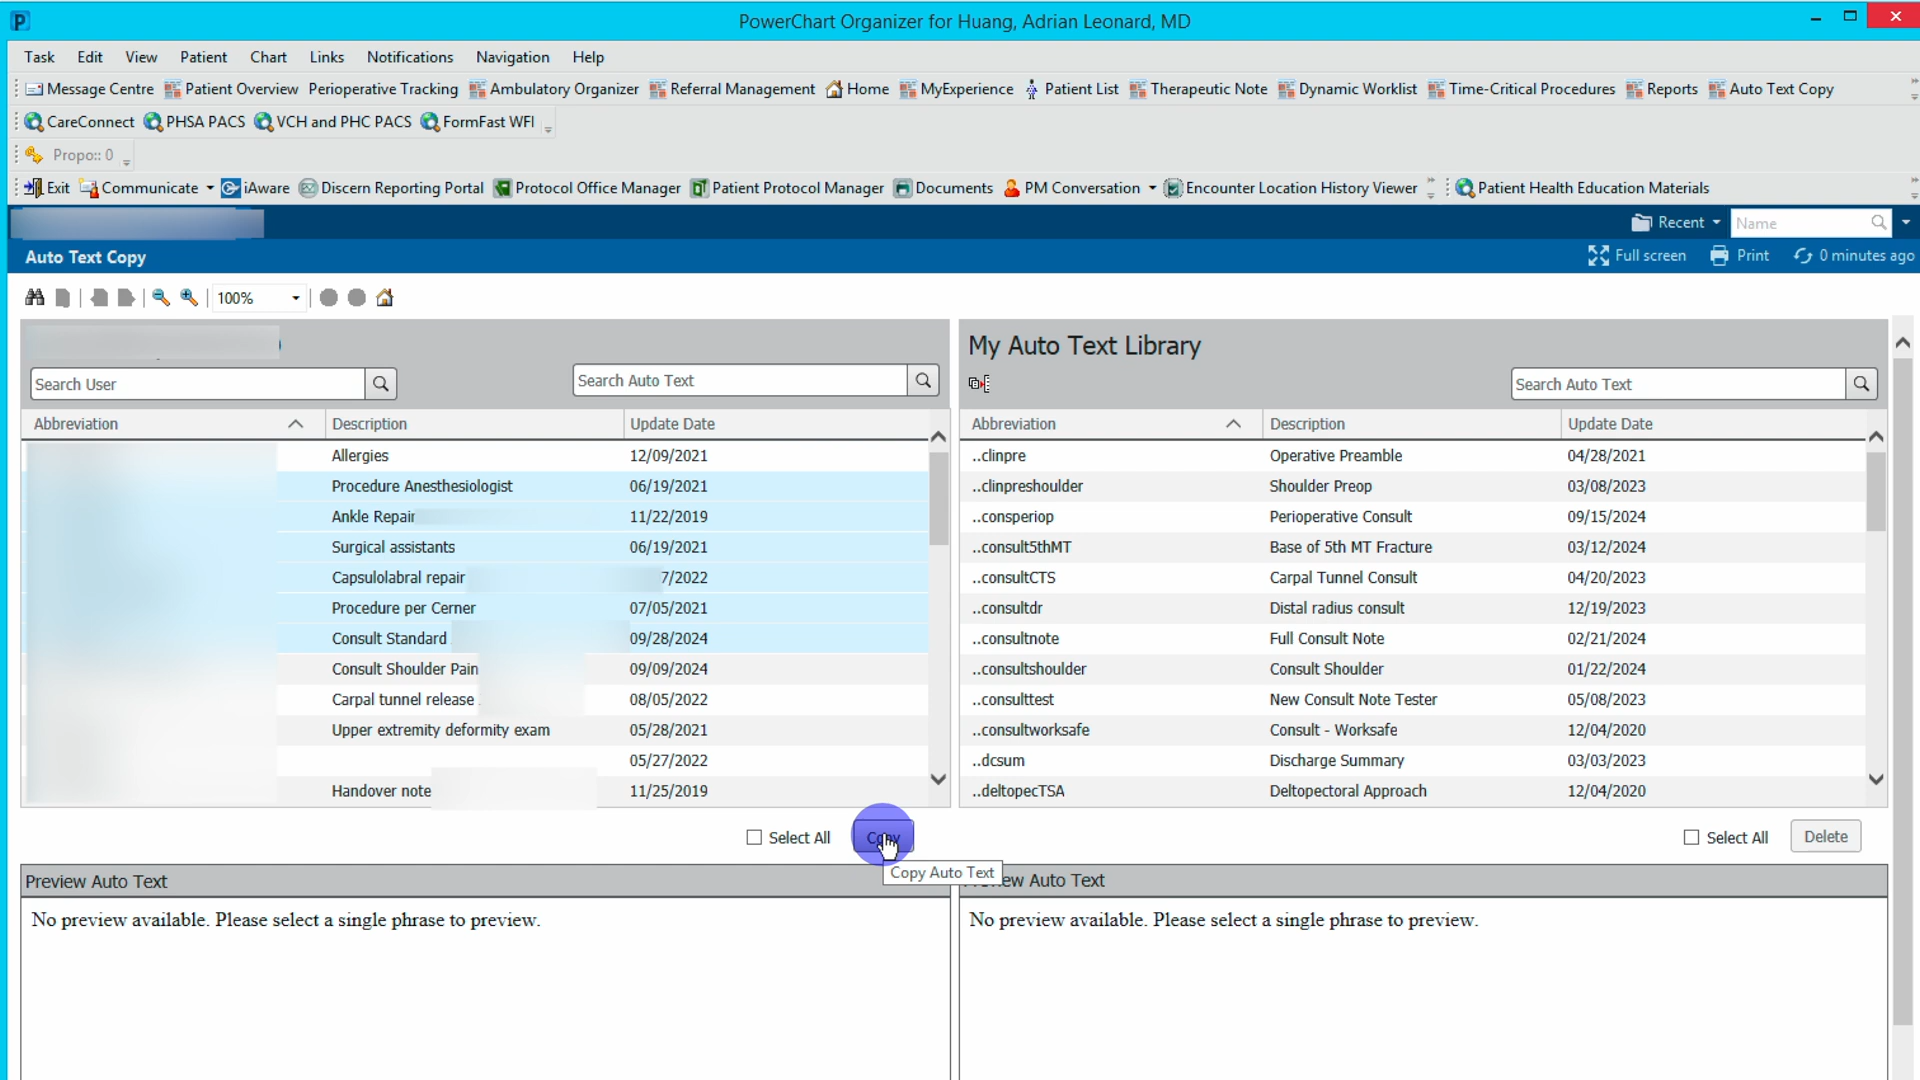 PowerChart Organizer for Huang, Adrian Leonard, MD
Task Edit View Patient Chart Links Notifications Navigation Help
Message Centre Patient Overview Perioperative Tracking Ambulatory Organizer Referral Management Home MyExperience Patient List Therapeutic Note Dynamic Worklist Time-Critical Procedures Reports Auto Text Copy
CareConnect PHSA PACS VCH and PHC PACS FormFast WFI
Propo:: 0
Exit Communicate iAware Discern Reporting Portal Protocol Office Manager Patient Protocol Manager Documents PM Conversation Encounter Location History Viewer Patient Health Education Materials
Recent Name
Auto Text Copy Full screen Print 0 minutes ago
100%
My Auto Text Library
Search User Search Auto Text Search Auto Text
Abbreviation Description Update Date Abbreviation Description Update Date
Allergies 12/09/2021 ..clinpre Operative Preamble 04/28/2021
Procedure Anesthesiologist 06/19/2021 ..clinpreshoulder Shoulder Preop 03/08/2023
Ankle Repair 11/22/2019 ..consperiop Perioperative Consult 09/15/2024
Surgical assistants 06/19/2021 ..consult5thMT Base of 5th MT Fracture 03/12/2024
Capsulolabral repair 7/2022 ..consultCTS Carpal Tunnel Consult 04/20/2023
Procedure per Cerner 07/05/2021 ..consultdr Distal radius consult 12/19/2023
Consult Standard 09/28/2024 ..consultnote Full Consult Note 02/21/2024
Consult Shoulder Pain 09/09/2024 ..consultshoulder Consult Shoulder 01/22/2024
Carpal tunnel release 08/05/2022 ..consulttest New Consult Note Tester 05/08/2023
Upper extremity deformity exam 05/28/2021 ..consultworksafe Consult - Worksafe 12/04/2020
05/27/2022 ..dcsum Discharge Summary 03/03/2023
Handover note 11/25/2019 ..deltopecTSA Deltopectoral Approach 12/04/2020
Select All Copy Select All Delete
Copy Auto Text
Preview Auto Text ew Auto Text
No preview available. Please select a single phrase to preview. No preview available. Please select a single phrase to preview.